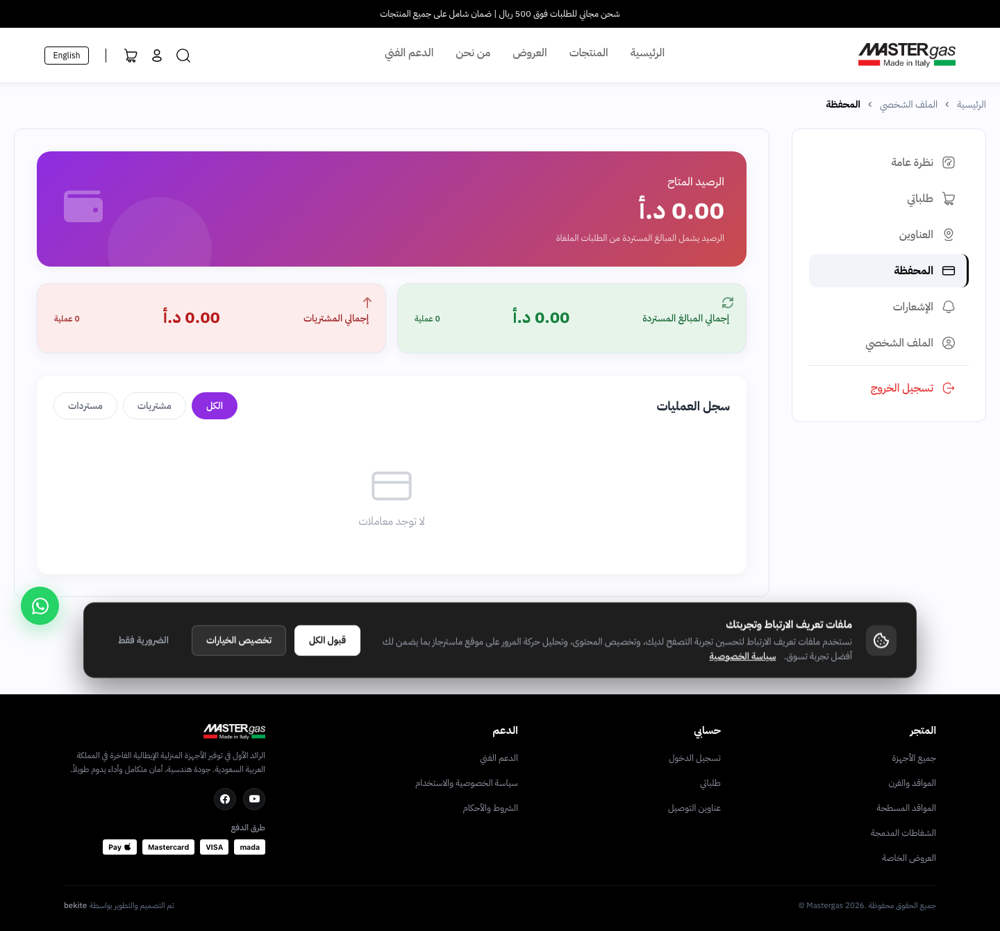 شحن مجاني للطلبات فوق 500 ريال | ضمان شامل على جميع المنتجات
MASTERgas
Made in Italy
الرئيسية
المنتجات
العروض
من نحن
الدعم الفني
English
الرئيسية
الملف الشخصي
المحفظة
نظرة عامة
طلباتي
العناوين
المحفظة
الإشعارات
الملف الشخصي
تسجيل الخروج
الرصيد المتاح
0.00 د.أ
الرصيد يشمل المبالغ المستردة من الطلبات الملغاة
إجمالي المبالغ المستردة
0.00 د.أ
0 عملية
إجمالي المشتريات
0.00 د.أ
0 عملية
سجل العمليات
الكل
مشتريات
مستردات
لا توجد معاملات
ملفات تعريف الارتباط وتجربتك
نستخدم ملفات تعريف الارتباط لتحسين تجربة التصفح لديك، وتخصيص المحتوى، وتحليل حركة المرور على موقع ماسترجاز بما يضمن لك
أفضل تجربة تسوق. سياسة الخصوصية
قبول الكل
تخصيص الخيارات
الضرورية فقط
المتجر
جميع الأجهزة
المواقد والفرن
المواقد المسطحة
الشفاطات المدمجة
العروض الخاصة
حسابي
تسجيل الدخول
طلباتي
عناوين التوصيل
الدعم
الدعم الفني
سياسة الخصوصية والاستخدام
الشروط والأحكام
MASTERgas
Made in Italy
الرائد الأول في توفير الأجهزة المنزلية الإيطالية الفاخرة في المملكة
العربية السعودية. جودة هندسية، أمان متكامل وأداء يدوم طويلاً.
طرق الدفع
mada
VISA
Mastercard
Pay
جميع الحقوق محفوظة .2026 Mastergas ©
تم التصميم والتطوير بواسطة bekite